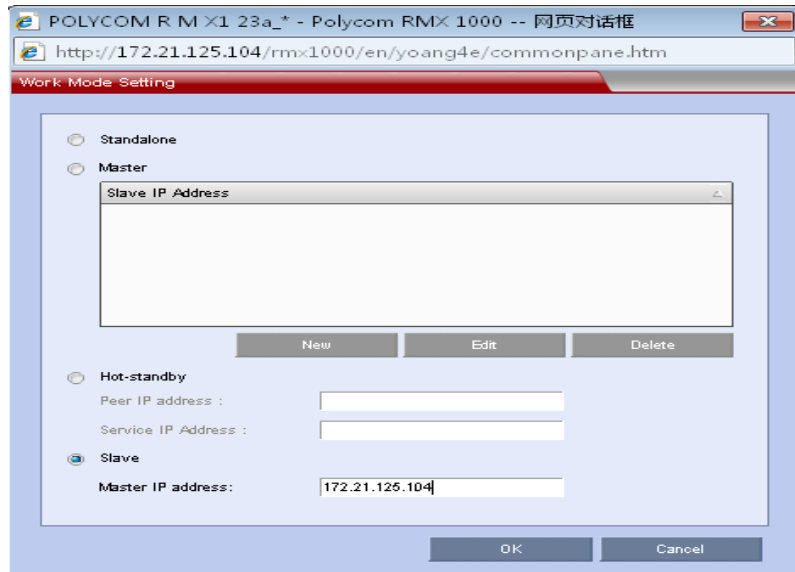 POLYCOM R M X1 23a_* - Polycom RMX 1000 -- 网页对话框
http://172.21.125.104/rmx1000/en/yoang4e/commonpane.htm
Work Mode Setting
Standalone
Master
Slave IP Address
New Edit Delete
Hot-standby
Peer IP address :
Service IP Address :
Slave
Master IP address: 172.21.125.104
OK Cancel